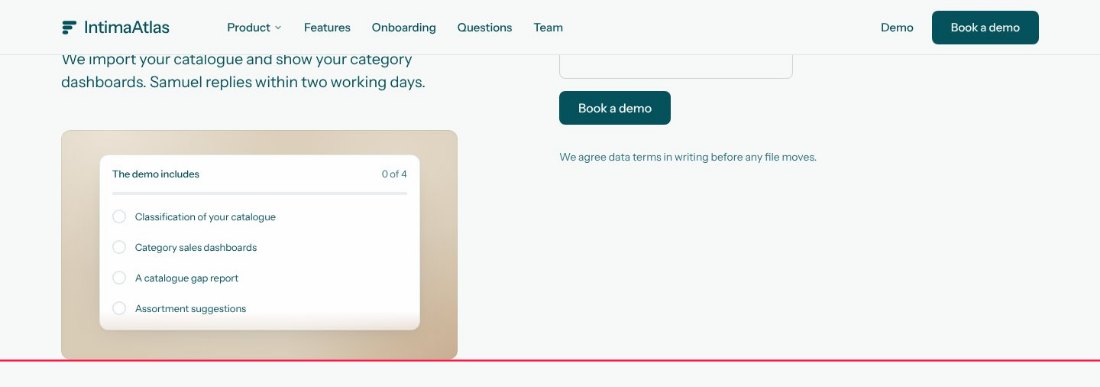 IntimaAtlas
Product
Features
Onboarding
Questions
Team
Demo
Book a demo
We import your catalogue and show your category
dashboards. Samuel replies within two working days.
Book a demo
We agree data terms in writing before any file moves.
The demo includes
0 of 4
Classification of your catalogue
Category sales dashboards
A catalogue gap report
Assortment suggestions